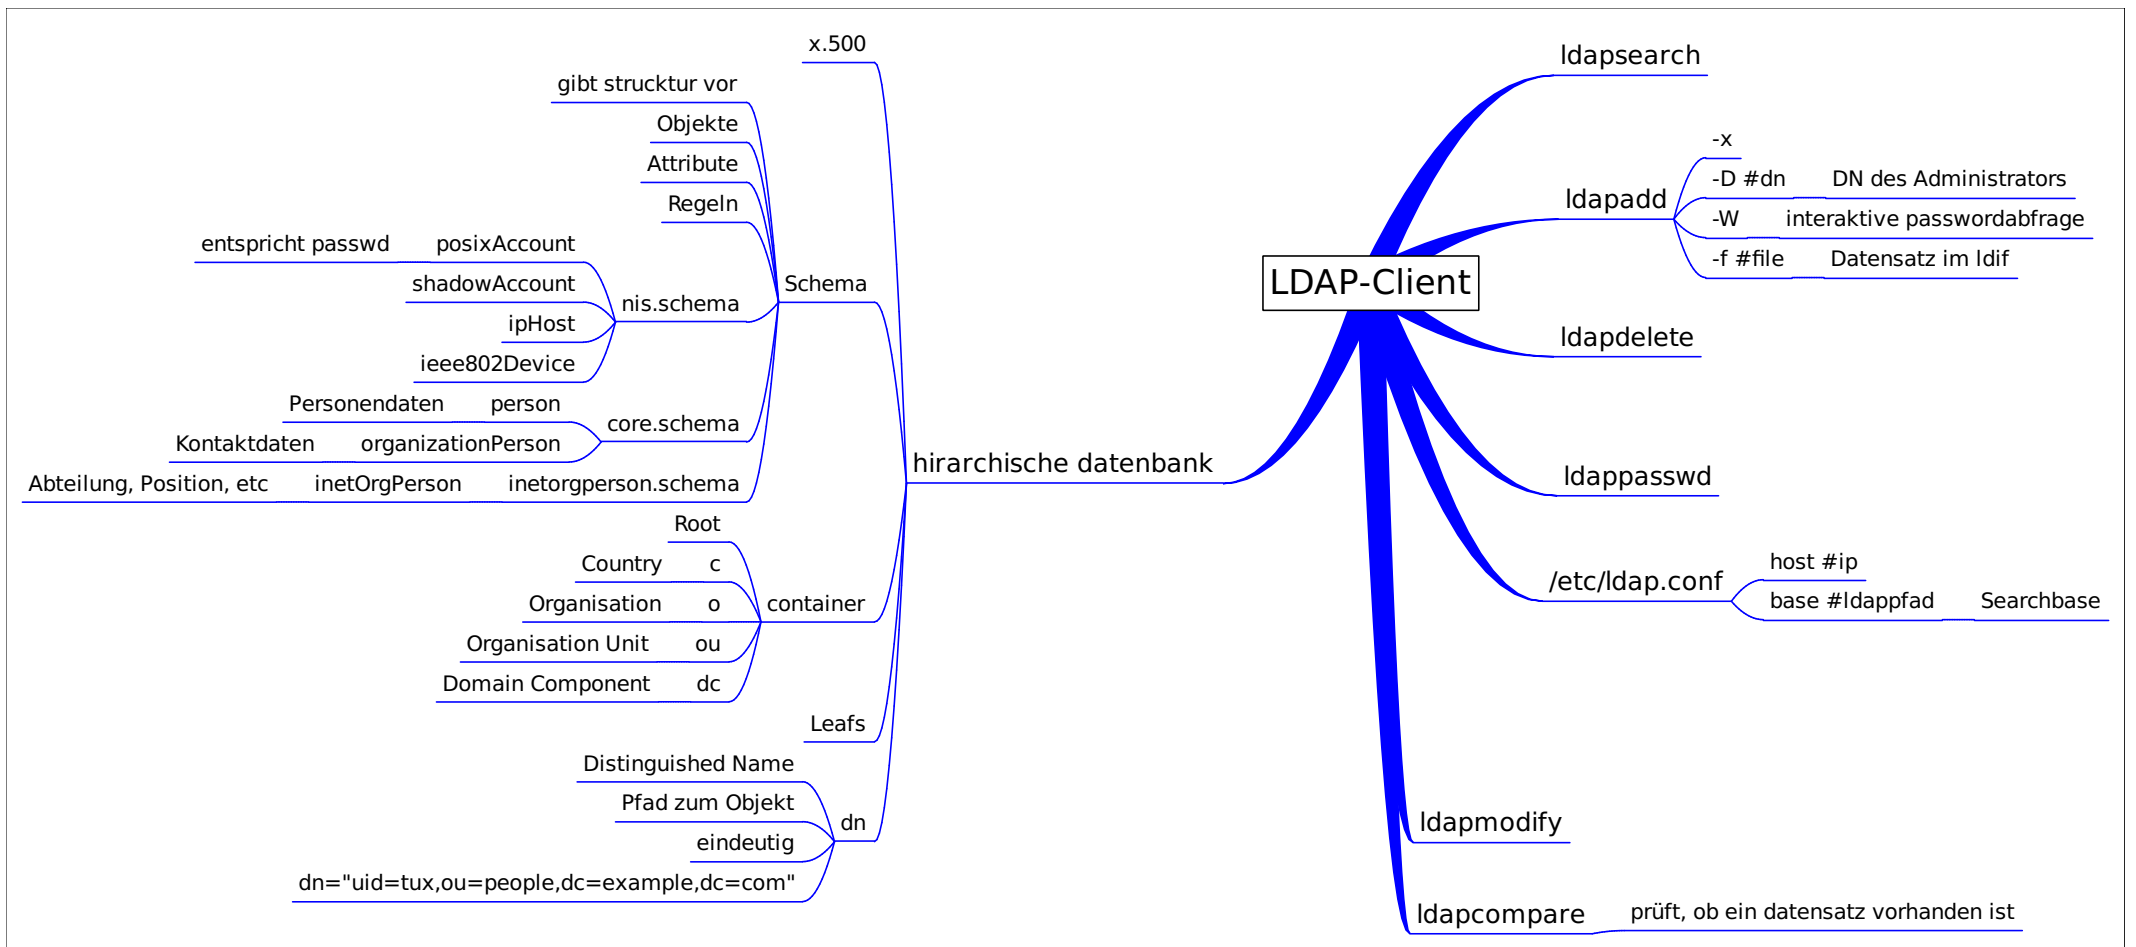 LDAP-Client
ldapsearch
ldapadd
-x
-D #dn DN des Administrators
-W interaktive passwordabfrage
-f #file Datensatz im ldif
ldapdelete
ldappasswd
/etc/ldap.conf
host #ip
base #ldappfad Searchbase
ldapmodify
ldapcompare prüft, ob ein datensatz vorhanden ist
hirarchische datenbank
x.500
Schema
gibt strucktur vor
Objekte
Attribute
Regeln
nis.schema
entspricht passwd posixAccount
shadowAccount
ipHost
ieee802Device
core.schema
Personendaten person
Kontaktdaten organizationPerson
Abteilung, Position, etc inetOrgPerson inetorgperson.schema
container
Root
Country c
Organisation o
Organisation Unit ou
Domain Component dc
Leafs
dn
Distinguished Name
Pfad zum Objekt
eindeutig
dn="uid=tux,ou=people,dc=example,dc=com"